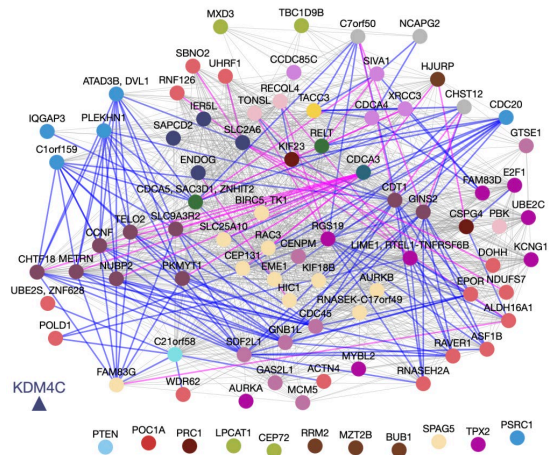 MXD3
TBC1D9B
C7orf50
NCAPG2
SBNO2
UHRF1
CCDC85C
SIVA1
HJURP
ATAD3B, DVL1
RNF126
RECQL4
TONSL
TACC3
CDCA4
XRCC3
CHST12
CDC20
IER5L
IQGAP3
PLEKHN1
SAPCD2
SLC2A6
KIF23
RELT
GTSE1
C1orf159
ENDOG
CDCA3
FAM83D
E2F1
CDCA5, SAC3D1, ZNHIT2
BIRC5, TK1
CDT1
GINS2
UBE2C
SLC25A10
RGS19
CSPG4
PBK
CCNF
TELO2
SLC9A3R2
RAC3
CENPM
LIME1, RTEL1-TNFRSF6B
KCNG1
CEP131
DOHH
CHTF18
METRN
NUBP2
PKMYT1
EME1
KIF18B
AURKB
EPOR
NDUFS7
UBE2S, ZNF628
HIC1
RNASEK-C17orf49
ALDH16A1
CDC45
POLD1
SDF2L1
GNB1L
RAVER1
ASF1B
C21orf58
MYBL2
FAM83G
GAS2L1
ACTN4
RNASEH2A
WDR62
AURKA
MCM5
KDM4C
PTEN
POC1A
PRC1
LPCAT1
CEP72
RRM2
MZT2B
BUB1
SPAG5
TPX2
PSRC1